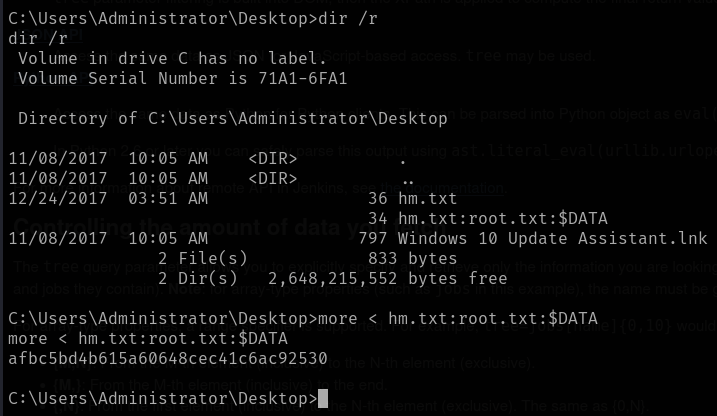 C:\Users\Administrator\Desktop>dir /r
dir /r
 Volume in drive C has no label.
 Volume Serial Number is 71A1-6FA1

 Directory of C:\Users\Administrator\Desktop

11/08/2017  10:05 AM    <DIR>          .
11/08/2017  10:05 AM    <DIR>          ..
12/24/2017  03:51 AM                36 hm.txt
                                    34 hm.txt:root.txt:$DATA
11/08/2017  10:05 AM               797 Windows 10 Update Assistant.lnk
               2 File(s)            833 bytes
               2 Dir(s)   2,648,215,552 bytes free

C:\Users\Administrator\Desktop>more < hm.txt:root.txt:$DATA
more < hm.txt:root.txt:$DATA
afbc5bd4b615a60648cec41c6ac92530

C:\Users\Administrator\Desktop>